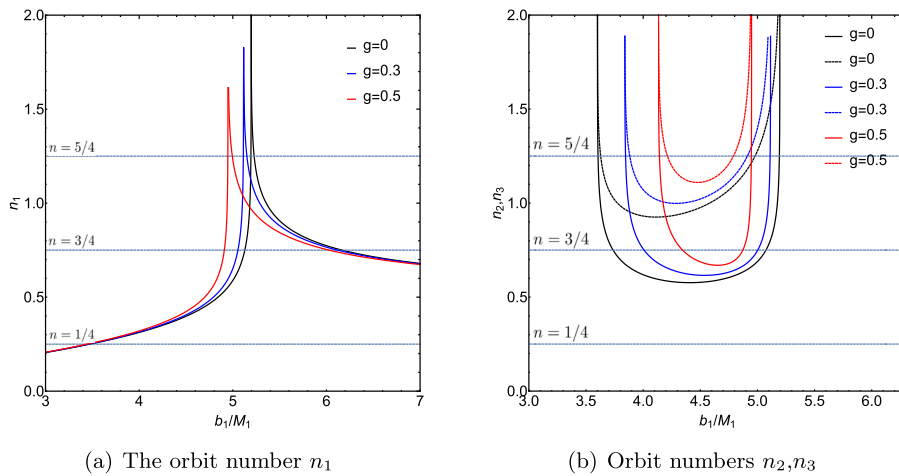 2.0
1.5
1.0
0.5
0.0
n₁
n = 5/4
n = 3/4
n = 1/4
g=0
g=0.3
g=0.5
3
4
5
6
7
b₁/M₁
(a) The orbit number n₁
2.0
1.5
1.0
0.5
0.0
n₂,n₃
n = 5/4
n = 3/4
n = 1/4
g=0
g=0
g=0.3
g=0.3
g=0.5
g=0.5
3.0
3.5
4.0
4.5
5.0
5.5
6.0
b₁/M₁
(b) Orbit numbers n₂,n₃